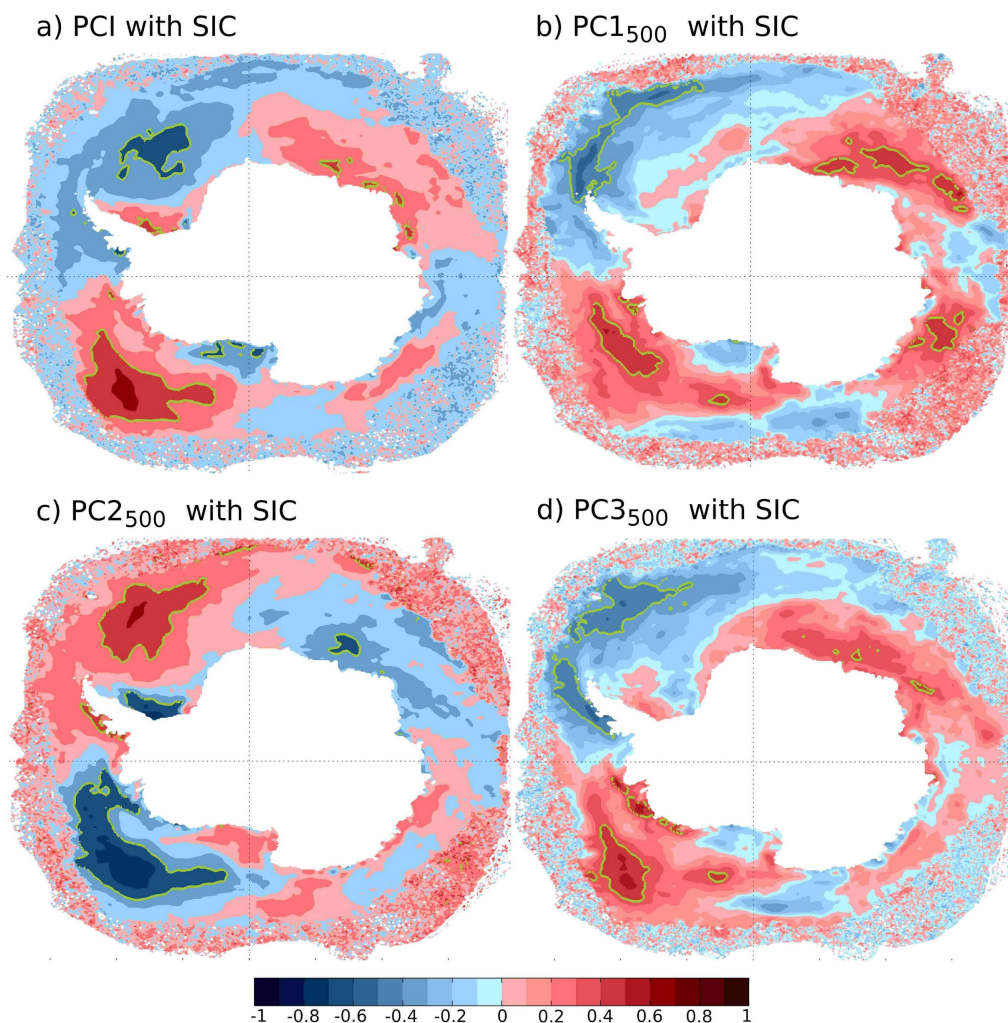 a) PCI with SIC
b) PC1₅₀₀ with SIC
c) PC2₅₀₀ with SIC
d) PC3₅₀₀ with SIC
-1 -0.8 -0.6 -0.4 -0.2 0 0.2 0.4 0.6 0.8 1